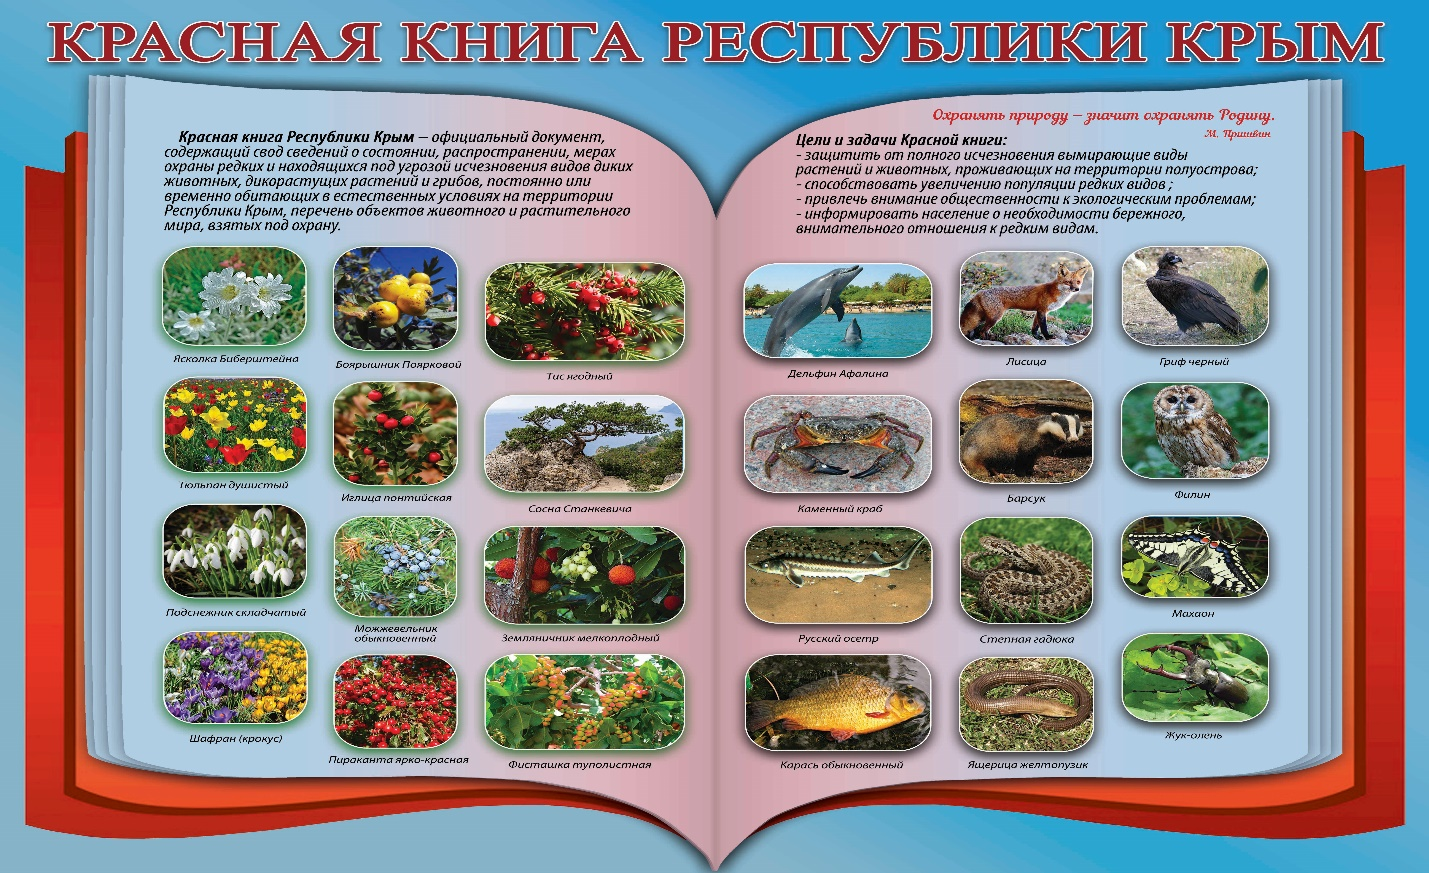 КРАСНАЯ КНИГА РЕСПУБЛИКИ КРЫМ
Красная книга Республики Крым – официальный документ,
содержащий свод сведений о состоянии, распространении, мерах
охраны редких и находящихся под угрозой исчезновения видов диких
животных, дикорастущих растений и грибов, постоянно или
временно обитающих в естественных условиях на территории
Республики Крым, перечень объектов животного и растительного
мира, взятых под охрану.
Ясколка Биберштейна
Боярышник Поярковой
Тис ягодный
Тюльпан душистый
Иглица понтийская
Сосна Станкевича
Подснежник складчатый
Можжевельник
обыкновенный
Земляничник мелкоплодный
Шафран (крокус)
Пираканта ярко-красная
Фисташка туполистная
Охранять природу – значит охранять Родину.
М. Пришвин
Цели и задачи Красной книги:
- защитить от полного исчезновения вымирающие виды
растений и животных, проживающих на территории полуострова;
- способствовать увеличению популяции редких видов ;
- привлечь внимание общественности к экологическим проблемам;
- информировать население о необходимости бережного,
внимательного отношения к редким видам.
Дельфин Афалина
Лисица
Гриф черный
Каменный краб
Барсук
Филин
Русский осетр
Степная гадюка
Махаон
Карась обыкновенный
Ящерица желтопузик
Жук-олень